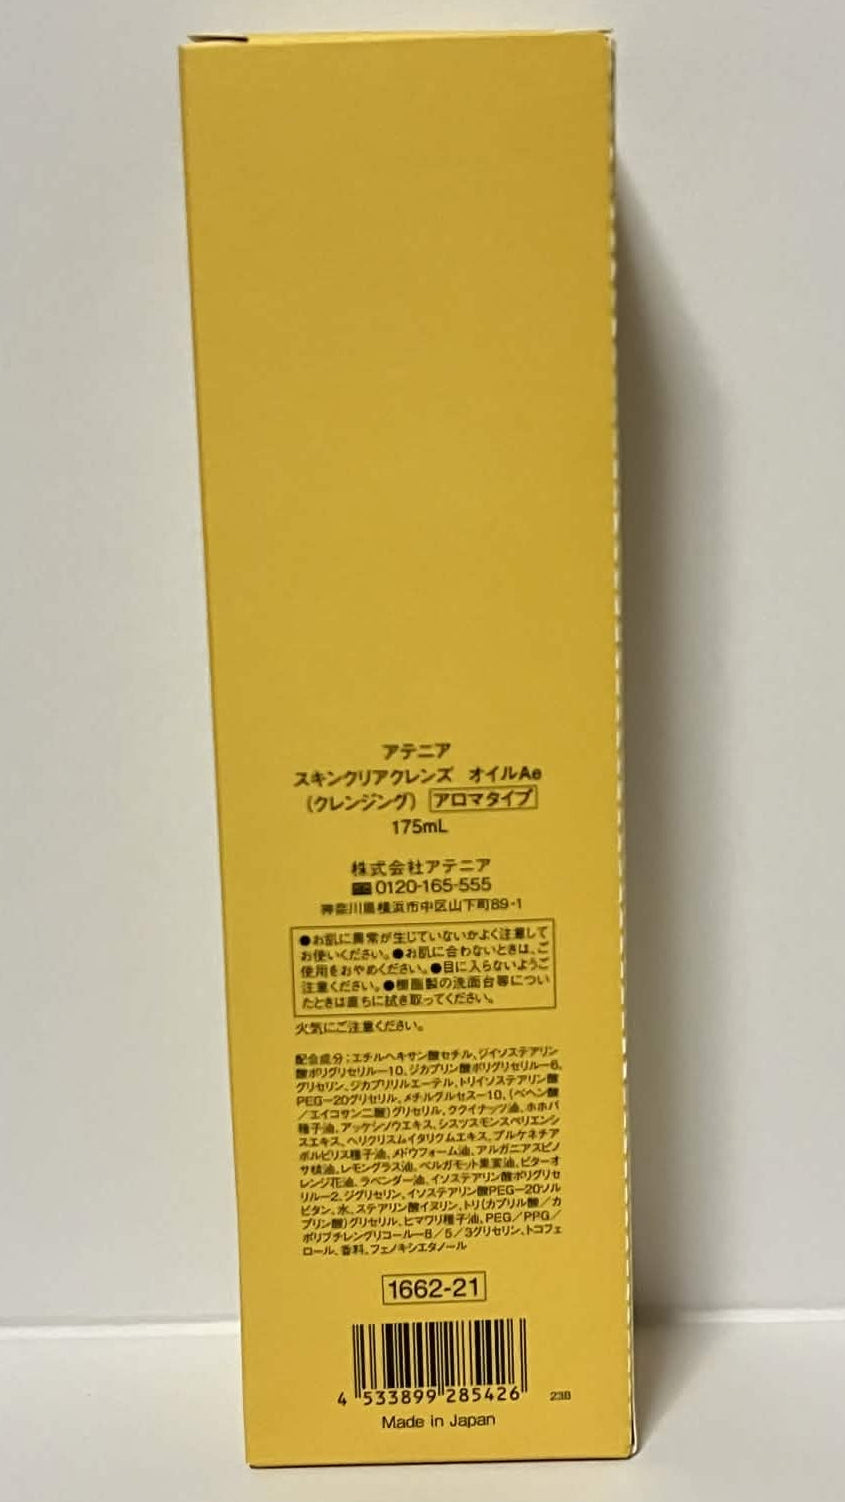 アテニア
スキンクリアクレンズ オイルAe
(クレンジング) アロマタイプ
175mL
株式会社アテニア
0120-165-555
神奈川県横浜市中区山下町89-1
●お肌に異常が生じていないかよく注意して
お使いください。●お肌に合わないときは、ご
使用をおやめください。●目に入らないようご
注意ください。●樹脂製の洗面台等につい
たときは直ちに拭き取ってください。
火気にご注意ください。
配合成分：エチルヘキサン酸セチル、ジイソステアリン
酸ポリグリセリル－10、ジカプリン酸ポリグリセリル－6、
グリセリン、ジカプリリルエーテル、トリイソステアリン酸
PEG－20グリセリル、メチルグルセス－10、(ベヘン酸
／エイコサン二酸)グリセリル、ククイナッツ油、ホホバ
種子油、アッケシソウエキス、シスツスモンスペリエンシ
スエキス、ヘリクリスムイタリクムエキス、プルケネチア
ボルビリス種子油、メドウフォーム油、アルガニアスピノ
サ核油、レモングラス油、ベルガモット果実油、ビターオ
レンジ花油、ラベンダー油、イソステアリン酸ポリグリセ
リル－2、ジグリセリン、イソステアリン酸PEG－20ソル
ビタン、水、ステアリン酸イヌリン、トリ(カプリル酸／カ
プリン酸)グリセリル、ヒマワリ種子油、PEG／PPG／
ポリブチレングリコール－8／5／3グリセリン、トコフェ
ロール、香料、フェノキシエタノール
1662-21
4 533899 285426
23B
Made in Japan